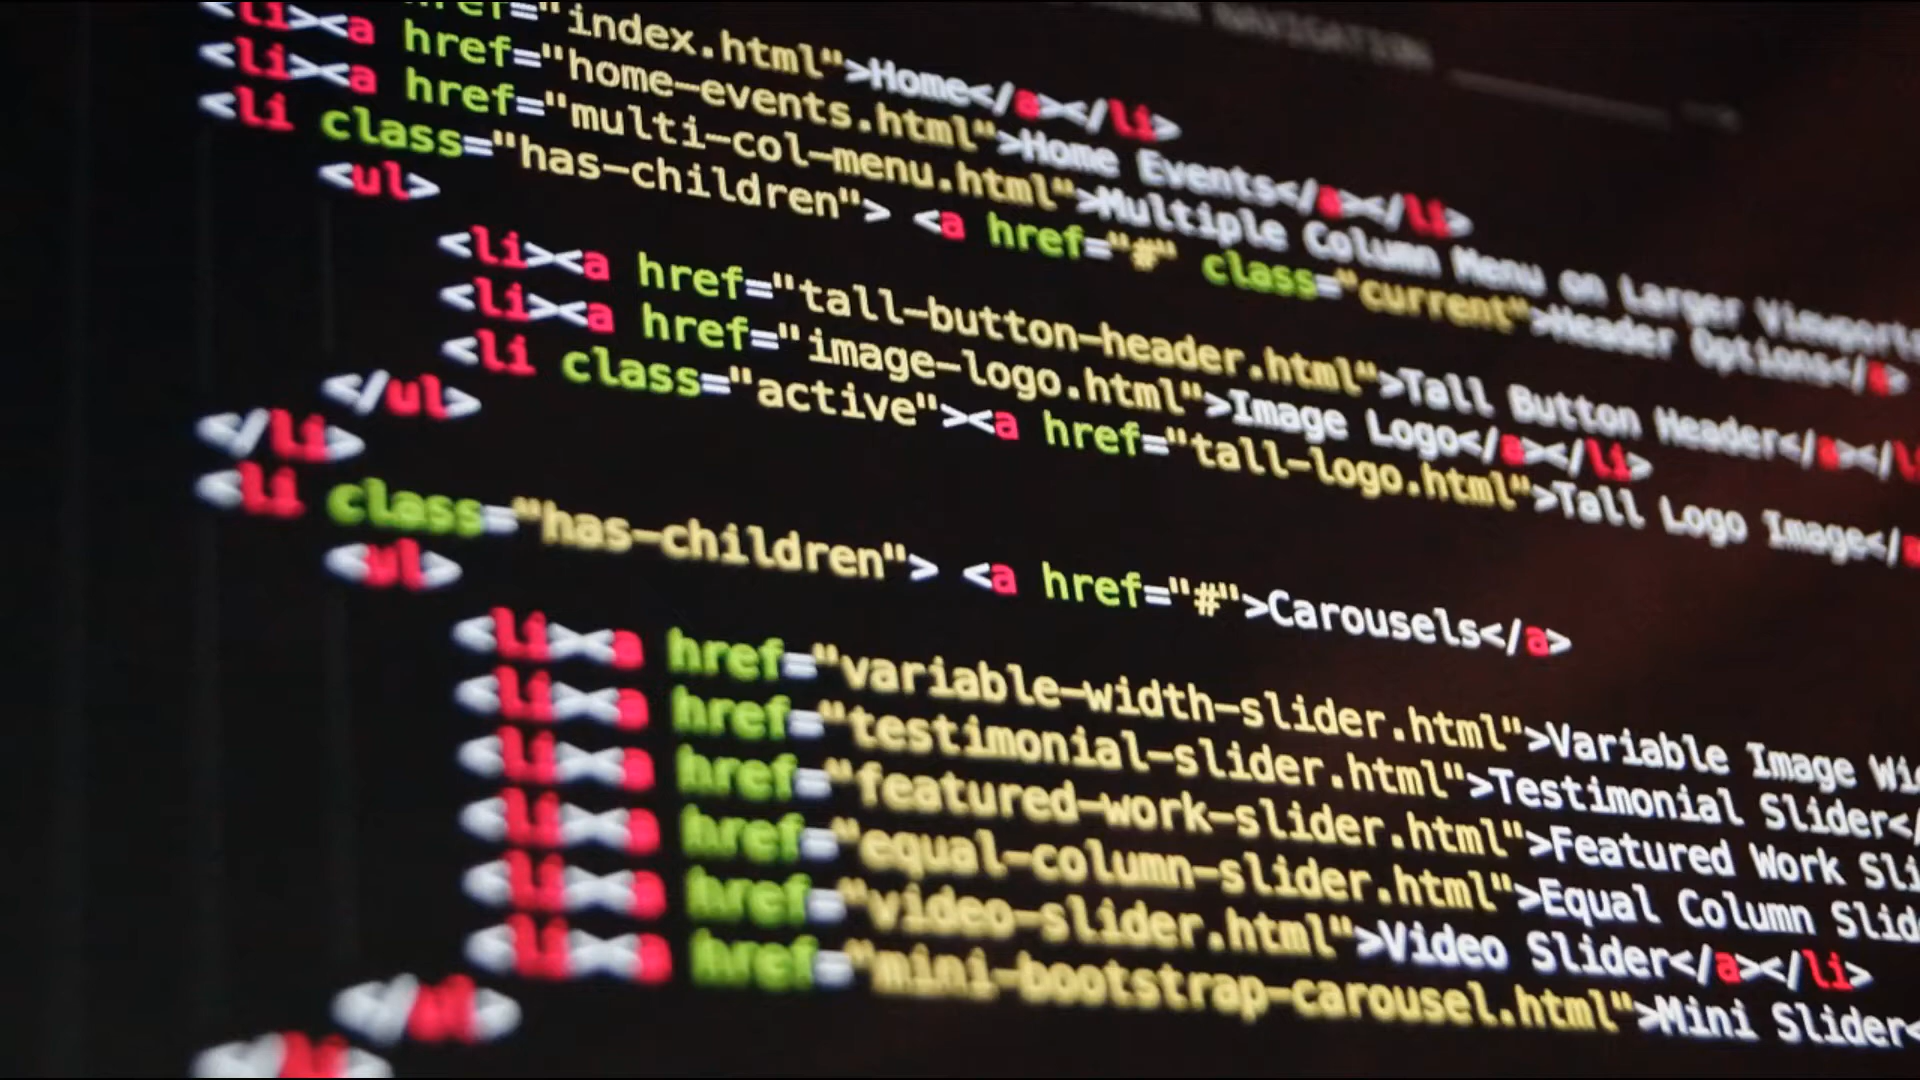 NAVIGATION
<li><a href="index.html">Home</a></li>
<li><a href="home-events.html">Home Events</a></li>
<li><a href="multi-col-menu.html">Multiple Column Menu on Larger Viewports
<li class="has-children"> <a href="#" class="current">Header Options</a>
<ul>
<li><a href="tall-button-header.html">Tall Button Header</a></li
<li><a href="image-logo.html">Image Logo</a></li>
<li class="active"><a href="tall-logo.html">Tall Logo Image</a
</ul>
</li>
<li class="has-children"> <a href="#">Carousels</a>
<ul>
<li><a href="variable-width-slider.html">Variable Image Wi
<li><a href="testimonial-slider.html">Testimonial Slider</
<li><a href="featured-work-slider.html">Featured Work Sli
<li><a href="equal-column-slider.html">Equal Column Slid
<li><a href="video-slider.html">Video Slider</a></li>
<li><a href="mini-bootstrap-carousel.html">Mini Slider<
</ul>
</li>